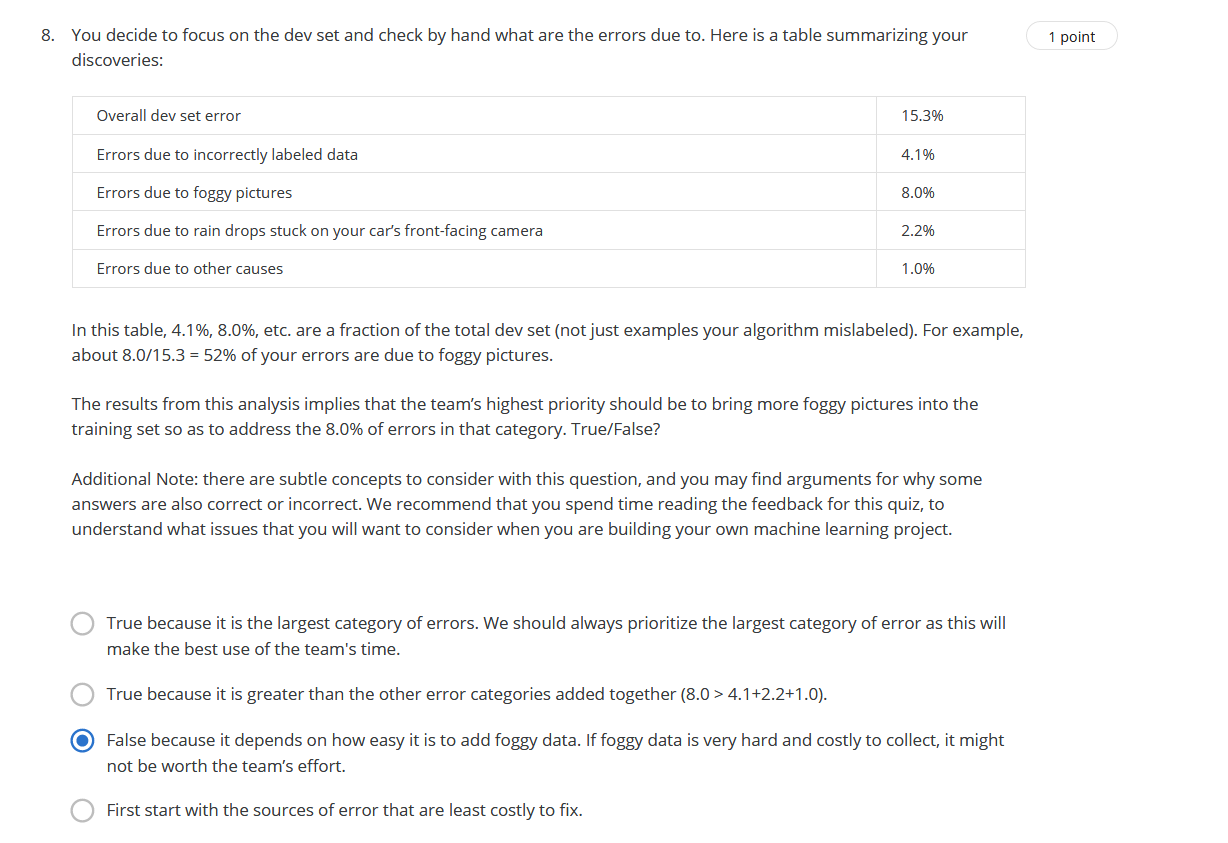 8. You decide to focus on the dev set and check by hand what are the errors due to. Here is a table summarizing your
1 point
discoveries:
Overall dev set error 15.3%
Errors due to incorrectly labeled data 4.1%
Errors due to foggy pictures 8.0%
Errors due to rain drops stuck on your car’s front-facing camera 2.2%
Errors due to other causes 1.0%
In this table, 4.1%, 8.0%, etc. are a fraction of the total dev set (not just examples your algorithm mislabeled). For example,
about 8.0/15.3 = 52% of your errors are due to foggy pictures.
The results from this analysis implies that the team’s highest priority should be to bring more foggy pictures into the
training set so as to address the 8.0% of errors in that category. True/False?
Additional Note: there are subtle concepts to consider with this question, and you may find arguments for why some
answers are also correct or incorrect. We recommend that you spend time reading the feedback for this quiz, to
understand what issues that you will want to consider when you are building your own machine learning project.
True because it is the largest category of errors. We should always prioritize the largest category of error as this will
make the best use of the team's time.
True because it is greater than the other error categories added together (8.0 > 4.1+2.2+1.0).
False because it depends on how easy it is to add foggy data. If foggy data is very hard and costly to collect, it might
not be worth the team’s effort.
First start with the sources of error that are least costly to fix.